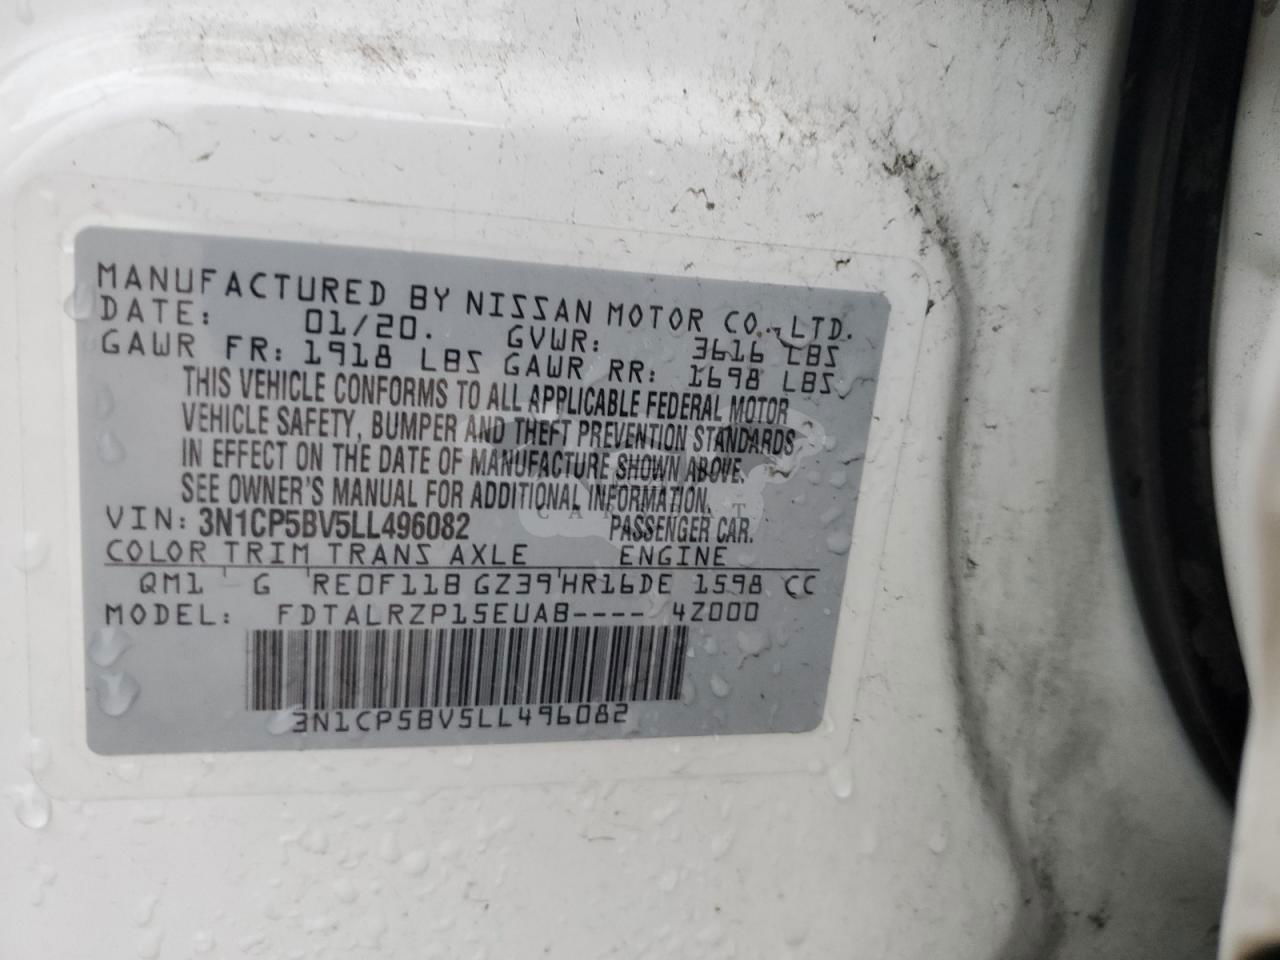 MANUFACTURED BY NISSAN MOTOR CO., LTD.
DATE: 01/20. GVWR: 3616 LBS
GAWR FR: 1918 LBS GAWR RR: 1698 LBS
THIS VEHICLE CONFORMS TO ALL APPLICABLE FEDERAL MOTOR
VEHICLE SAFETY, BUMPER AND THEFT PREVENTION STANDARDS
IN EFFECT ON THE DATE OF MANUFACTURE SHOWN ABOVE.
SEE OWNER'S MANUAL FOR ADDITIONAL INFORMATION.
VIN: 3N1CP5BV5LL496082 PASSENGER CAR.
COLOR TRIM TRANS AXLE ENGINE
QM1 G RE0F11B GZ39 HR16DE 1598 CC
MODEL: FDTALRZP15EUAB---- 4Z000
3N1CP5BV5LL496082